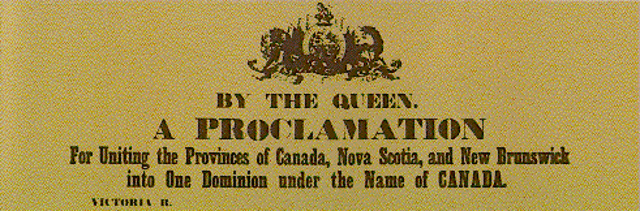 BY THE QUEEN.
A PROCLAMATION
For Uniting the Provinces of Canada, Nova Scotia, and New Brunswick
into One Dominion under the Name of CANADA.
VICTORIA R.